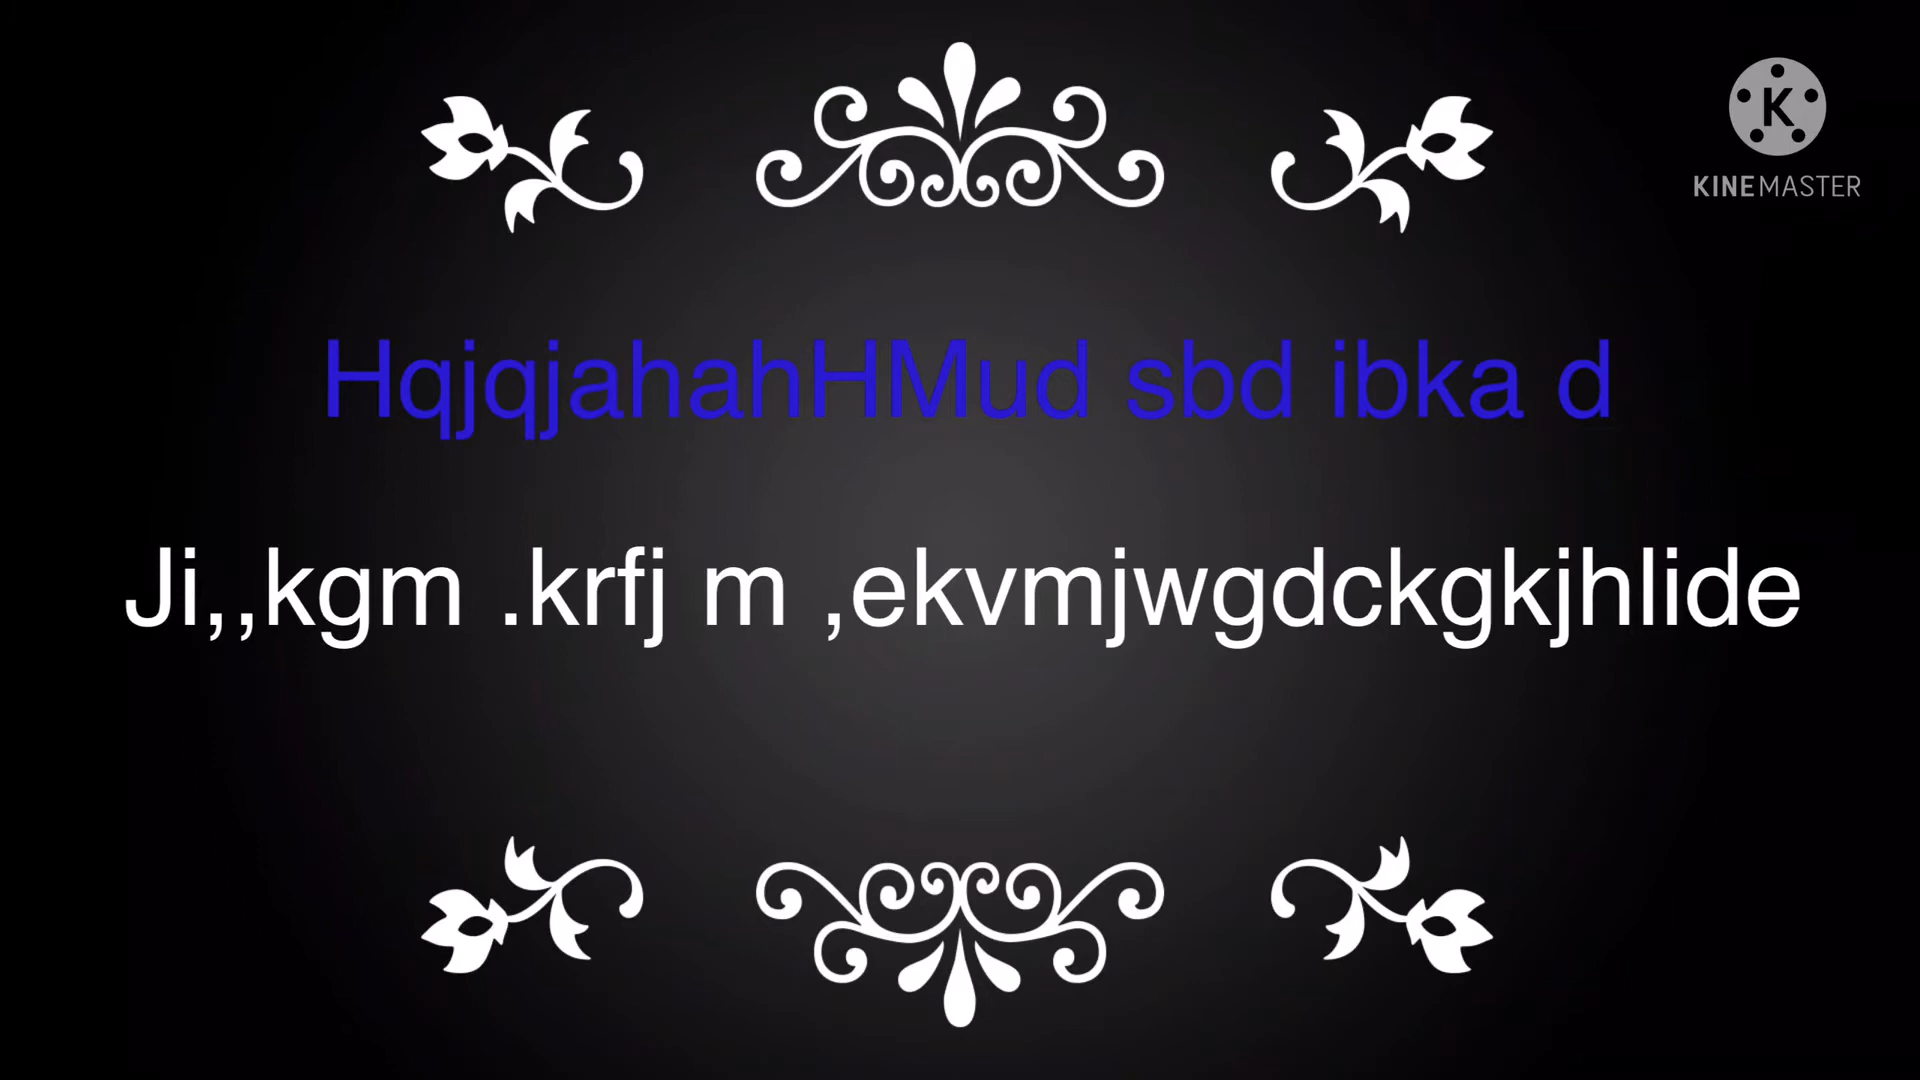 K
KINEMASTER
HqjqjahahHMud sbd ibka d
Ji,,kgm .krfj m ,ekvmjwgdckgkjhlide